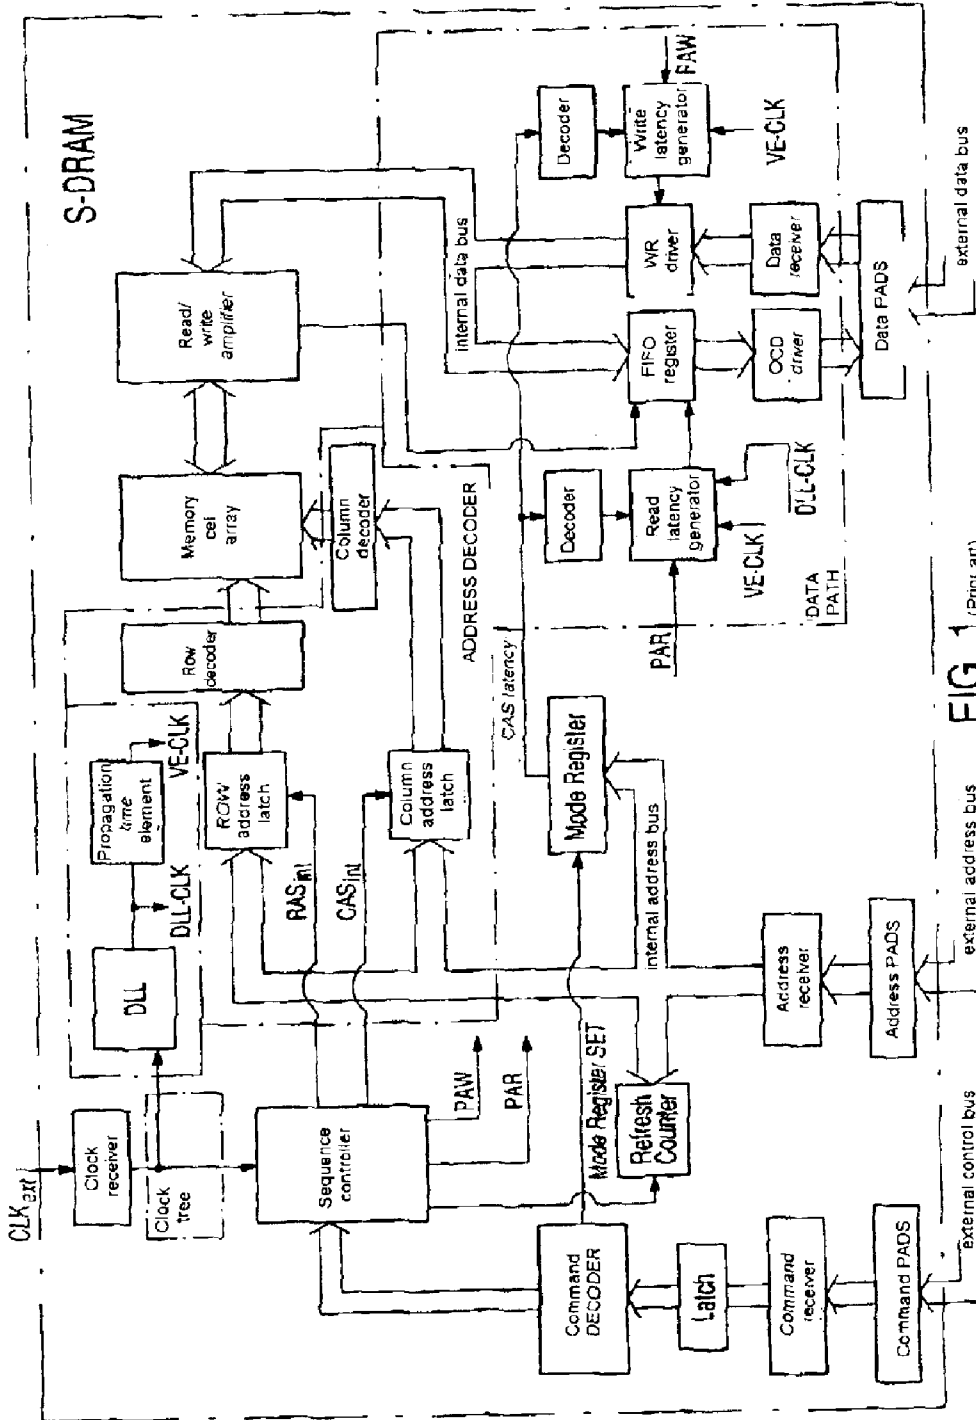 S-DRAM
CLK ext
Clock
receiver
Clock
tree
DLL
DLL-CLK
Propagation
time
element
VE-CLK
Sequence
controller
RASint
CASint
PAW
PAR
ROW
address
latch
Row
decoder
Memory
cel
array
Read/
write
amplifier
Column
address
latch
Column
decoder
ADDRESS DECODER
internal data bus
Command
DECODER
Mode Register SET
Mode Register
CAS latency
Decoder
Decoder
Refresh
Counter
internal address bus
Read
latency
generator
PAR
VE-CLK
DLL-CLK
FIFO
register
WR
driver
Write
latency
generator
PAW
VE-CLK
Latch
Command
receiver
Command PADS
Address
receiver
Address PADS
OCD
driver
Data
receiver
Data PADS
DATA
PATH
external control bus
external address bus
external data bus
FIG. 1 (Prior art)